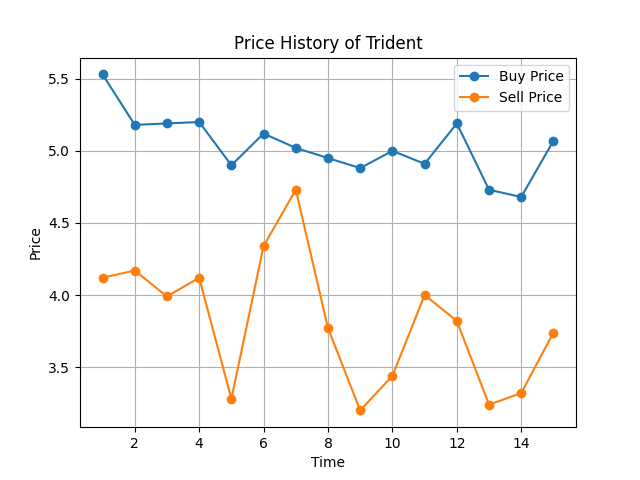 Price History of Trident
Buy Price
Sell Price
5.5
5.0
4.5
4.0
3.5
Price
2 4 6 8 10 12 14
Time